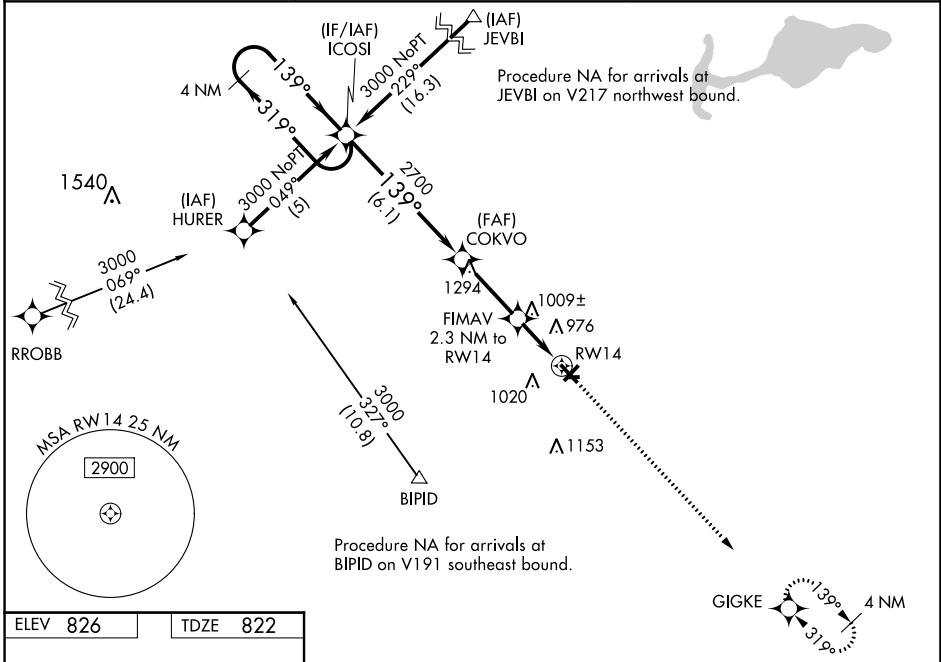 (IF/IAF)
ICOSI
(IAF)
JEVBI
3000 NoPT
229°
(16.3)
Procedure NA for arrivals at
JEVBI on V217 northwest bound.
4 NM
139°
319°
1540
(IAF)
HURER
3000 NoPT
049°
(5)
2700
139°
(6.1)
(FAF)
COKVO
1294
3000
069°
(24.4)
RROBB
FIMAV
2.3 NM to
RW14
1009±
976
RW14
1020
1153
3000
327°
(10.8)
BIPID
MSA RW14 25 NM
2900
Procedure NA for arrivals at
BIPID on V191 southeast bound.
GIGKE
139°
319°
4 NM
ELEV 826
TDZE 822